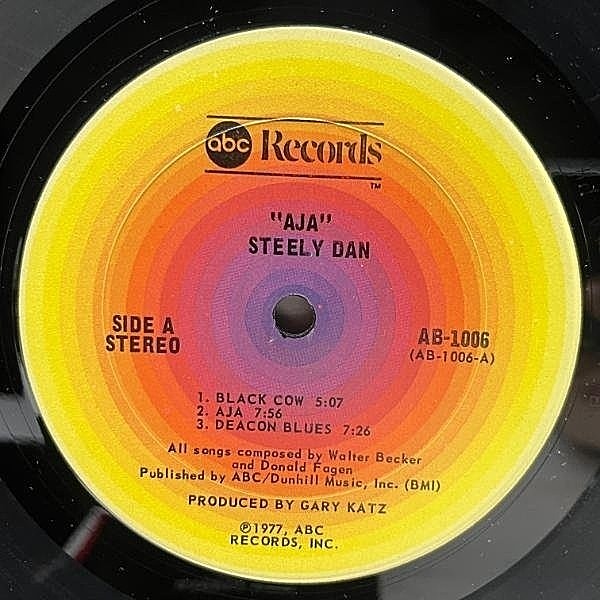 abc Records
TM
"AJA"
STEELY DAN
SIDE A
STEREO
AB-1006
(AB-1006-A)
1. BLACK COW 5:07
2. AJA 7:56
3. DEACON BLUES 7:26
All songs composed by Walter Becker
and Donald Fagen
Published by ABC/Dunhill Music, Inc. (BMI)
PRODUCED BY GARY KATZ
℗1977, ABC
RECORDS, INC.